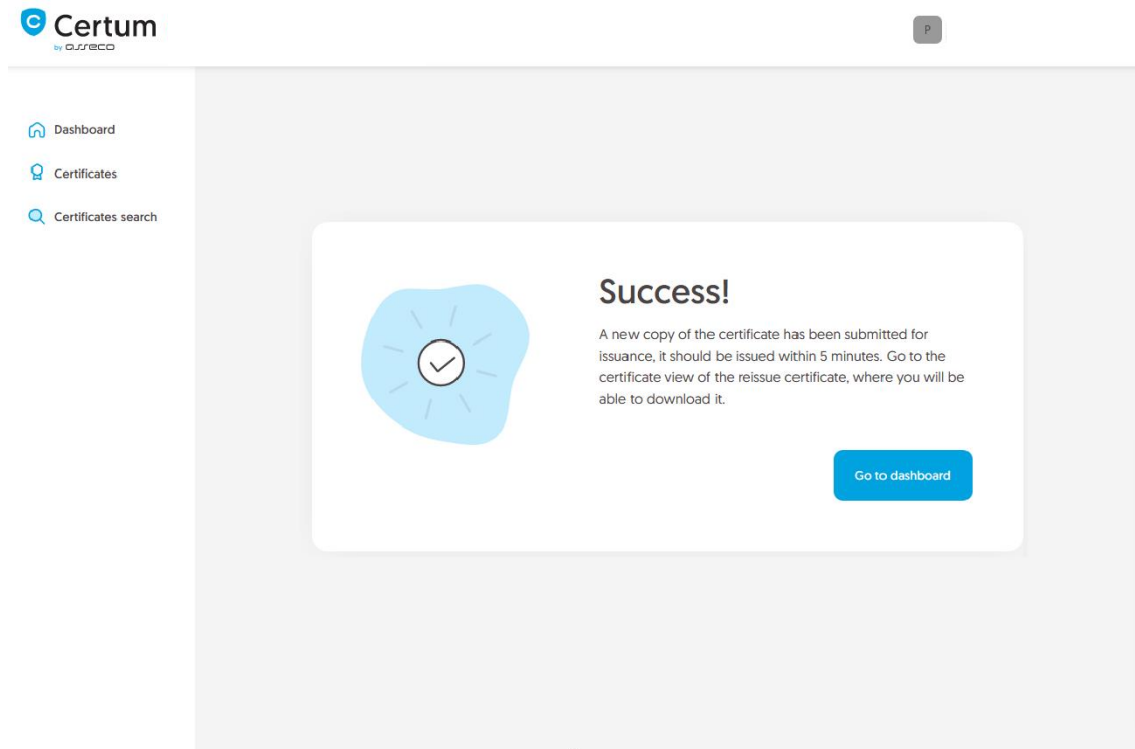 Certum
by asseco
P
Dashboard
Certificates
Certificates search
Success!
A new copy of the certificate has been submitted for
issuance, it should be issued within 5 minutes. Go to the
certificate view of the reissue certificate, where you will be
able to download it.
Go to dashboard